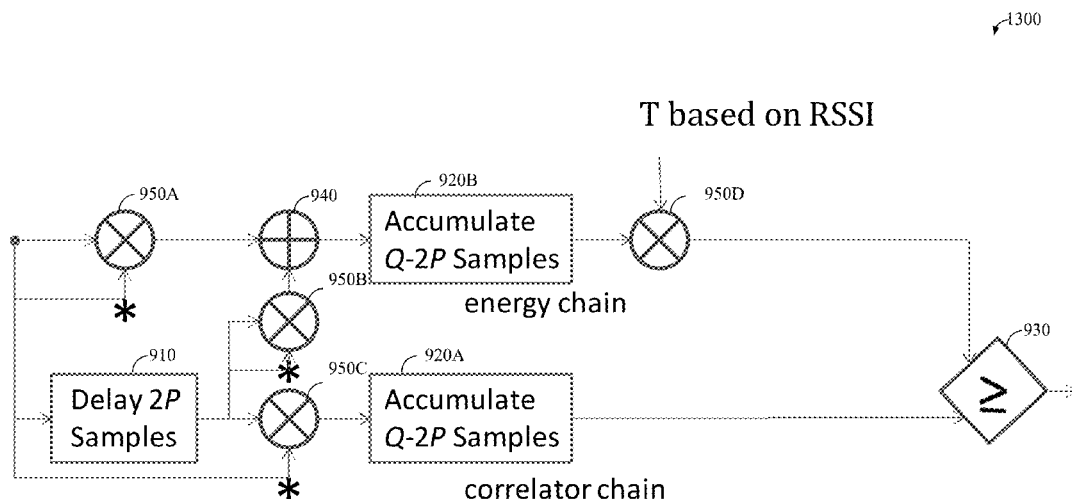 1300
T based on RSSI
950A
940
920B
950D
Accumulate
Q-2P Samples
950B
energy chain
*
910
*
950C
920A
930
Delay 2P
Samples
Accumulate
Q-2P Samples
≥
*
correlator chain